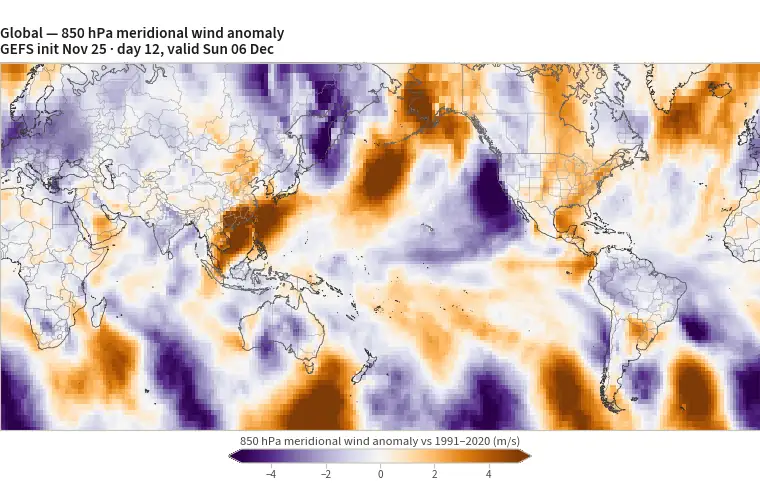 Global — 850 hPa meridional wind anomaly
GEFS init Nov 25 · day 12, valid Sun 06 Dec
850 hPa meridional wind anomaly vs 1991–2020 (m/s)
−4 −2 0 2 4